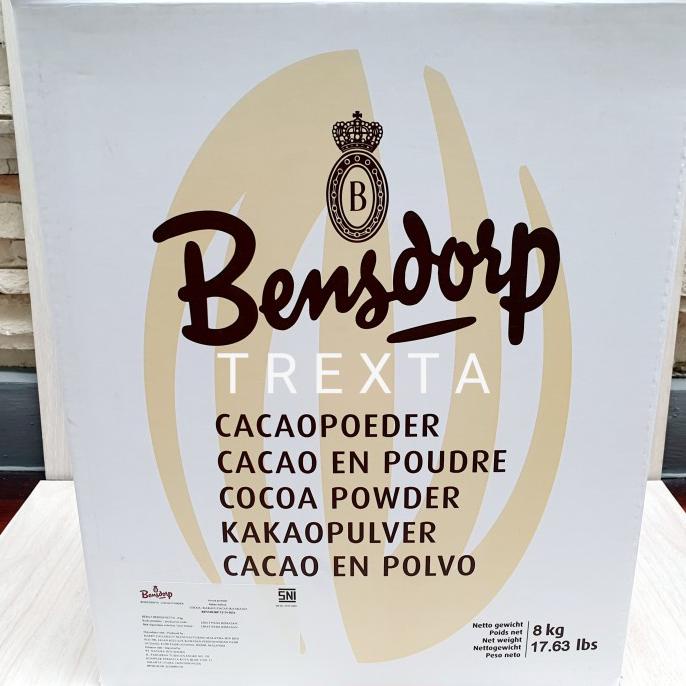 B
Bensdorp
TREXTA
CACAOPOEDER
CACAO EN POUDRE
COCOA POWDER
KAKAOPULVER
CACAO EN POLVO
Bensdorp
SNI
Netto gewicht
Poids net
Net weight
Nettogewicht
Peso neto
8 kg
17.63 lbs